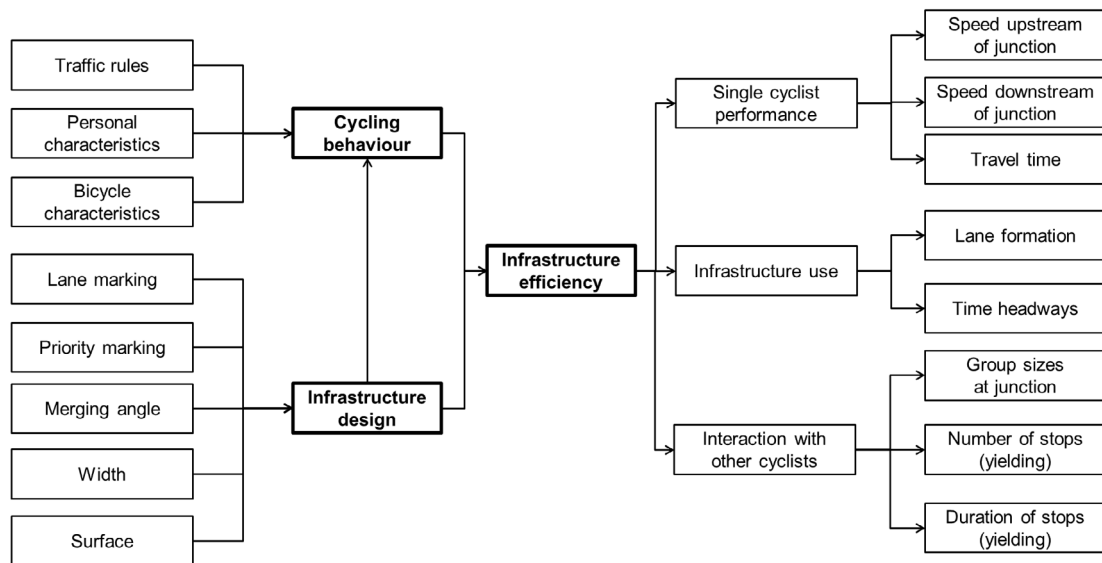 Traffic rules
Personal
characteristics
Bicycle
characteristics
Lane marking
Priority marking
Merging angle
Width
Surface
Cycling
behaviour
Infrastructure
design
Infrastructure
efficiency
Single cyclist
performance
Infrastructure use
Interaction with
other cyclists
Speed upstream
of junction
Speed downstream
of junction
Travel time
Lane formation
Time headways
Group sizes
at junction
Number of stops
(yielding)
Duration of stops
(yielding)